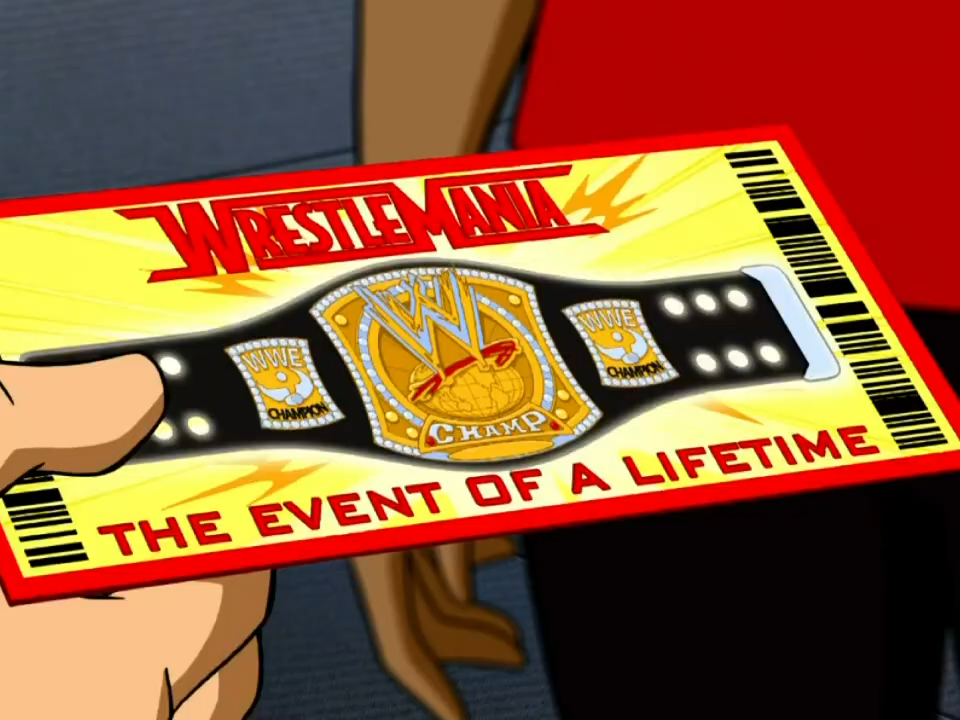 WRESTLEMANIA
W
WWE
CHAMPION
CHAMP
WWE
CHAMPION
THE EVENT OF A LIFETIME